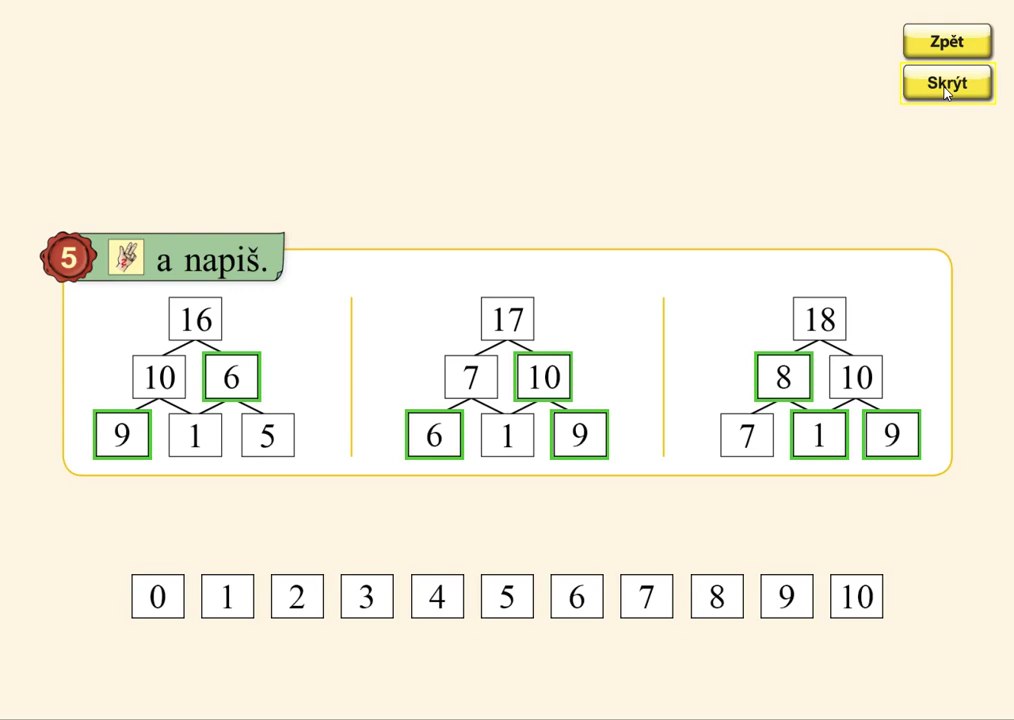 Zpět
Skrýt
5 a napiš.
16 17 18
10 6 7 10 8 10
9 1 5 6 1 9 7 1 9
0 1 2 3 4 5 6 7 8 9 10